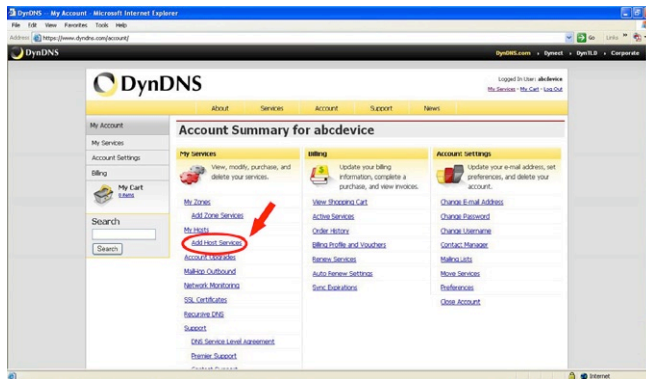 DynDNS -- My Account - Microsoft Internet Explorer
File Edit View Favorites Tools Help
Address https://www.dyndns.com/account/ Go Links
DynDNS DynDNS.com Dynect DynTLD Corporate
DynDNS
Logged In User: abcdevice
My Services - My Cart - Log Out
About Services Account Support News
My Account
My Services
Account Settings
Billing
My Cart
0 items
Search
Search
Account Summary for abcdevice
My Services
View, modify, purchase, and
delete your services.
My Zones
Add Zone Services
My Hosts
Add Host Services
Account Upgrades
MailHop Outbound
Network Monitoring
SSL Certificates
Recursive DNS
Support
DNS Service Level Agreement
Premier Support
Contact Support
Billing
Update your billing
information, complete a
purchase, and view invoices.
View Shopping Cart
Active Services
Order History
Billing Profile and Vouchers
Renew Services
Auto Renew Settings
Sync Expirations
Account Settings
Update your e-mail address, set
preferences, and delete your
account.
Change E-mail Address
Change Password
Change Username
Contact Manager
Mailing Lists
Move Services
Preferences
Close Account
Internet